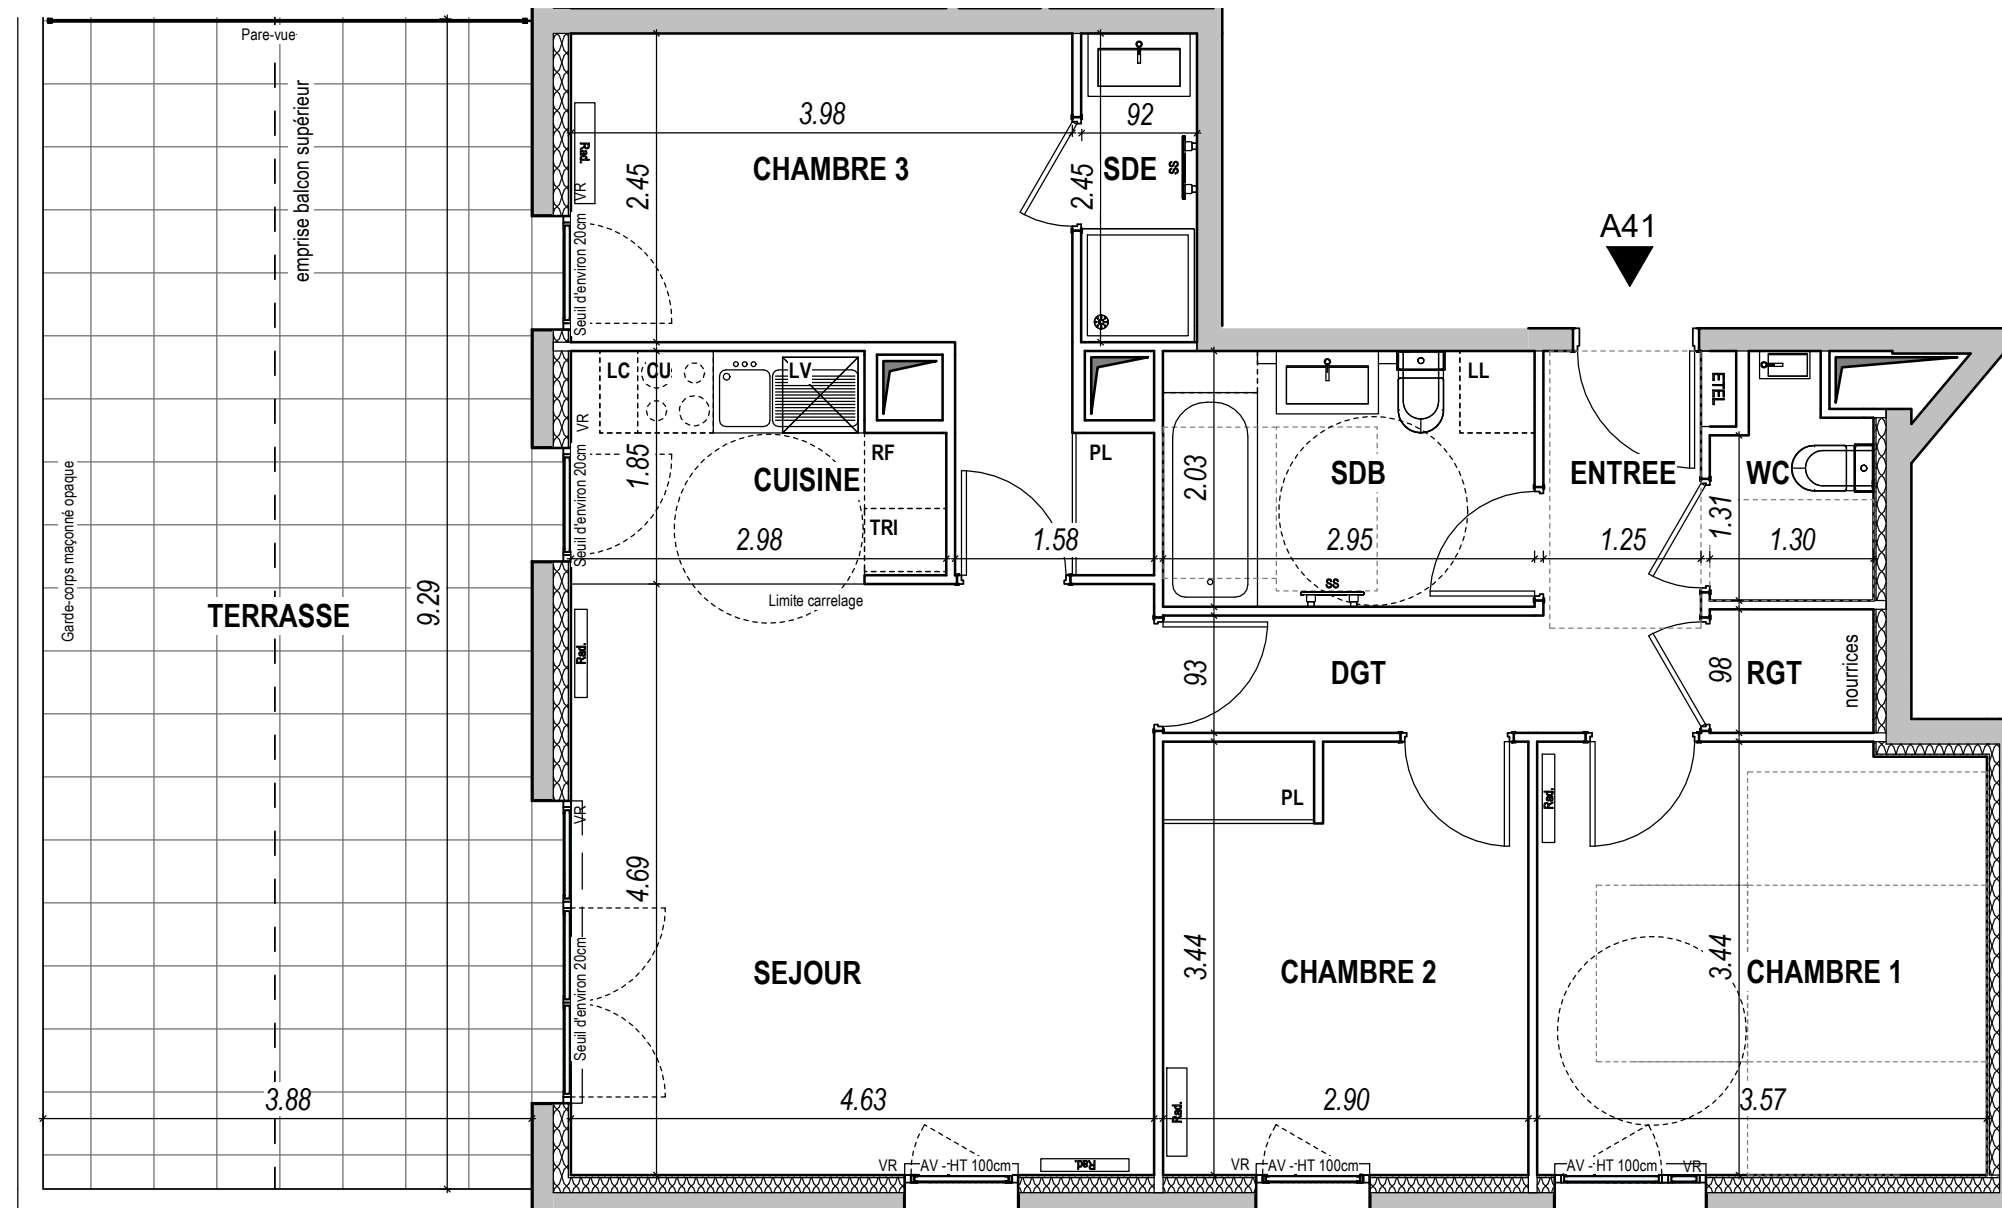 Pare-vue
emprise balcon supérieur
3.98
92
CHAMBRE 3
SDE
SS
Rad.
VR
2.45
2.45
Seuil d'environ 20cm
A41
LC
CU
LV
LL
ETEL
VR
RF
PL
1.85
CUISINE
2.03
SDB
ENTREE
WC
Seuil d'environ 20cm
TRI
2.98
1.58
2.95
1.25
1.31
1.30
SS
Limite carrelage
Garde-corps maçonné opaque
TERRASSE
9.29
Rad.
93
DGT
98
RGT
nourrices
PL
Rad.
VR
4.69
Seuil d'environ 20cm
SEJOUR
3.44
CHAMBRE 2
3.44
CHAMBRE 1
3.88
4.63
2.90
3.57
Rad.
VR
AV - HT 100cm
Rad.
VR
AV - HT 100cm
AV - HT 100cm
VR